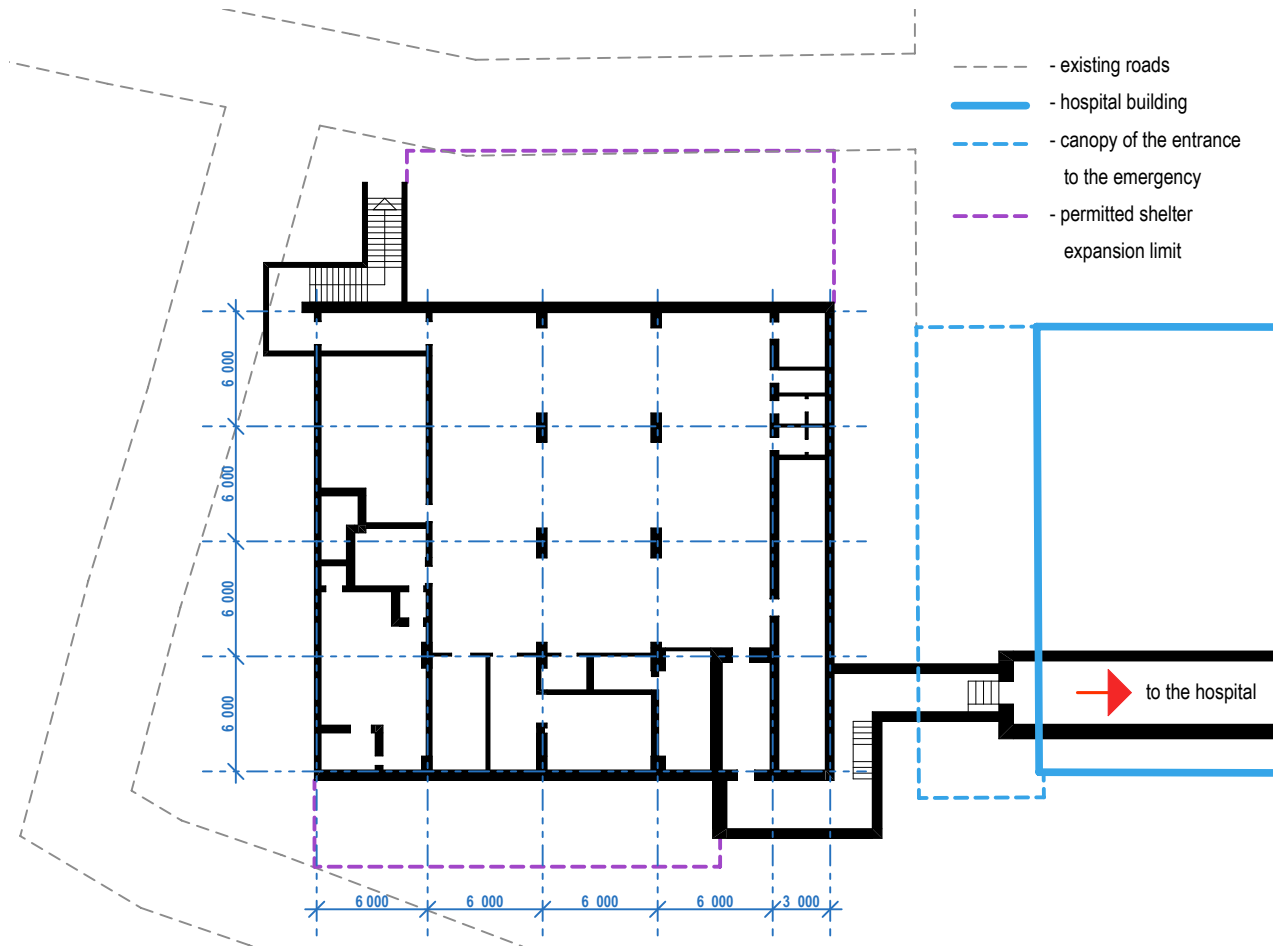 - existing roads
- hospital building
- canopy of the entrance
to the emergency
- permitted shelter
expansion limit
6 000
6 000
6 000
6 000
to the hospital
6 000
6 000
6 000
6 000
3 000